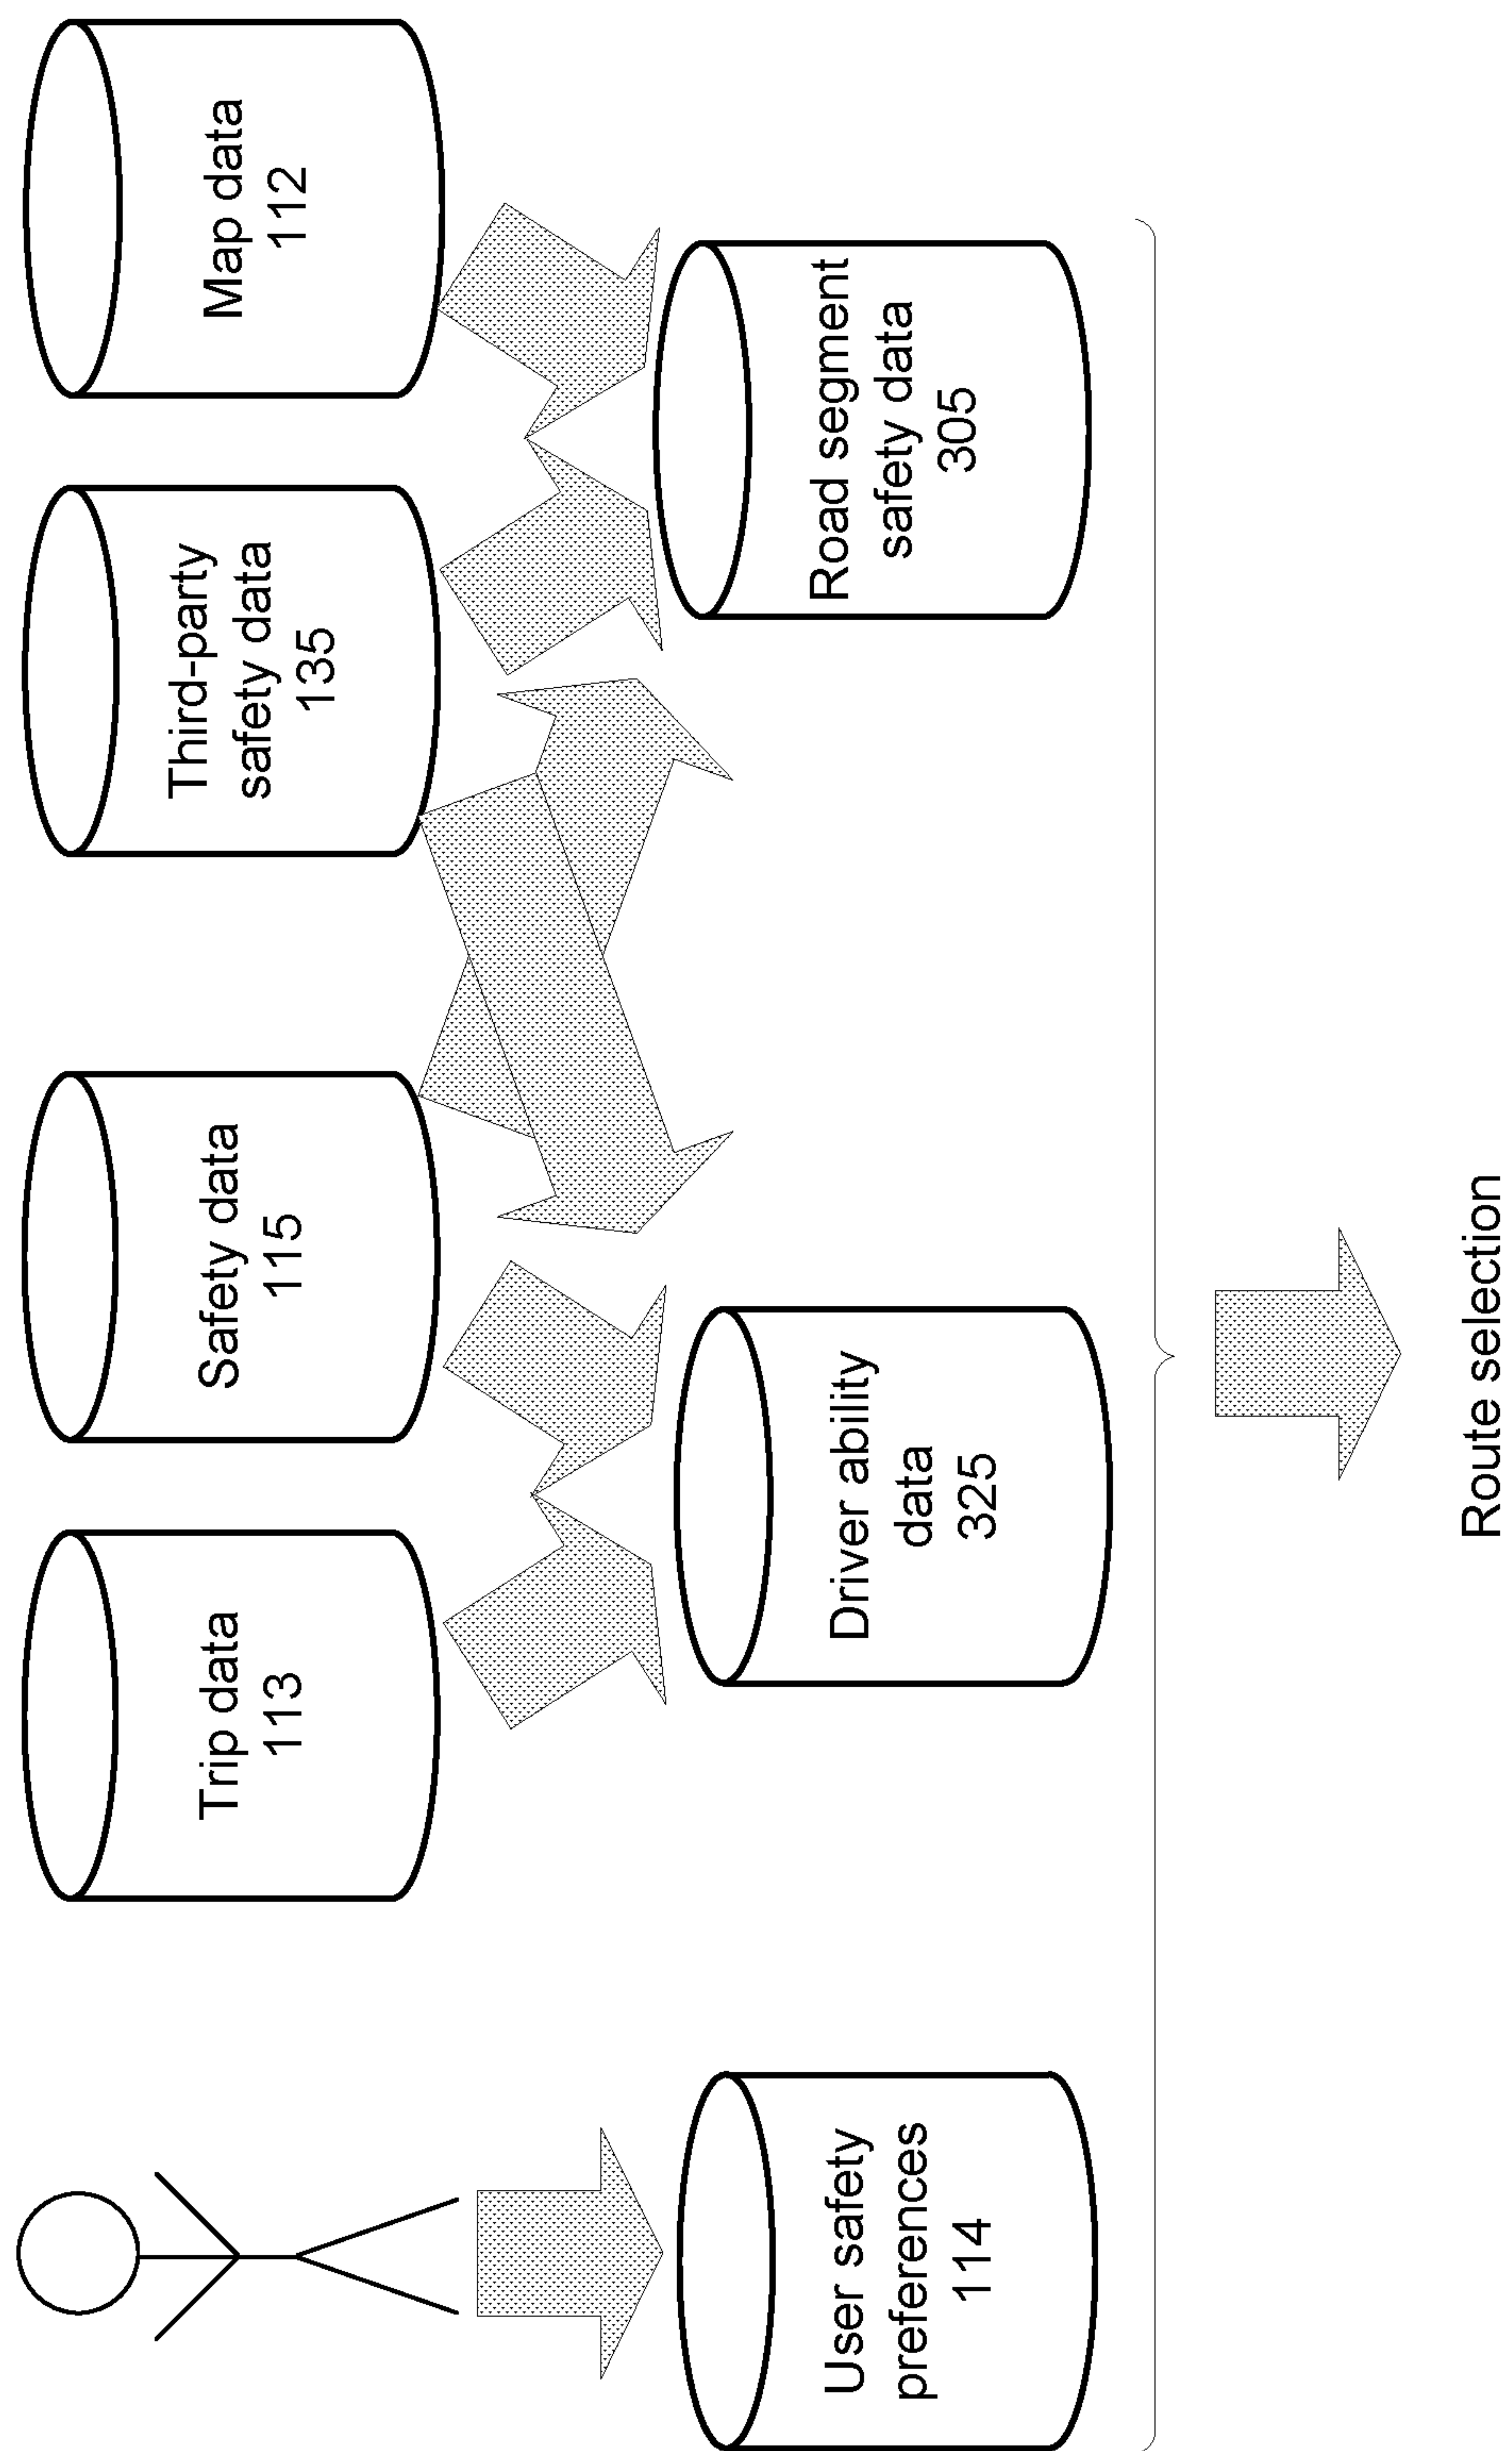 Trip data
113
Safety data
115
Third-party
safety data
135
Map data
112
User safety
preferences
114
Driver ability
data
325
Road segment
safety data
305
Route selection